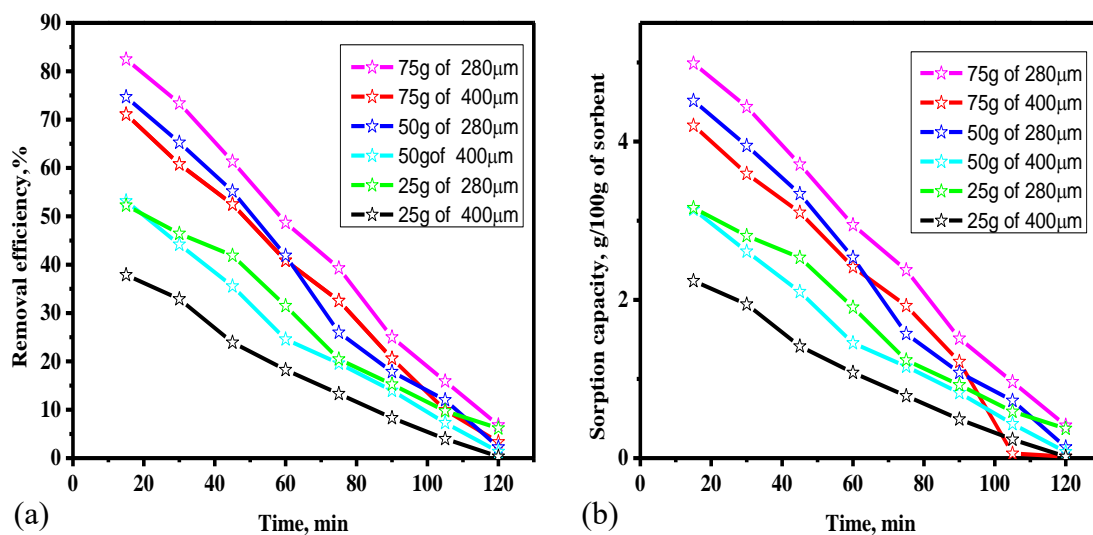 Removal efficiency,%
90
80
70
60
50
40
30
20
10
0
75g of 280μm
75g of 400μm
50g of 280μm
50gof 400μm
25g of 280μm
25g of 400μm
0 20 40 60 80 100 120
Time, min
(a)
Sorption capacity, g/100g of sorbent
4
2
0
75g of 280μm
75g of 400μm
50g of 280μm
50g of 400μm
25g of 280μm
25g of 400μm
0 20 40 60 80 100 120
Time, min
(b)